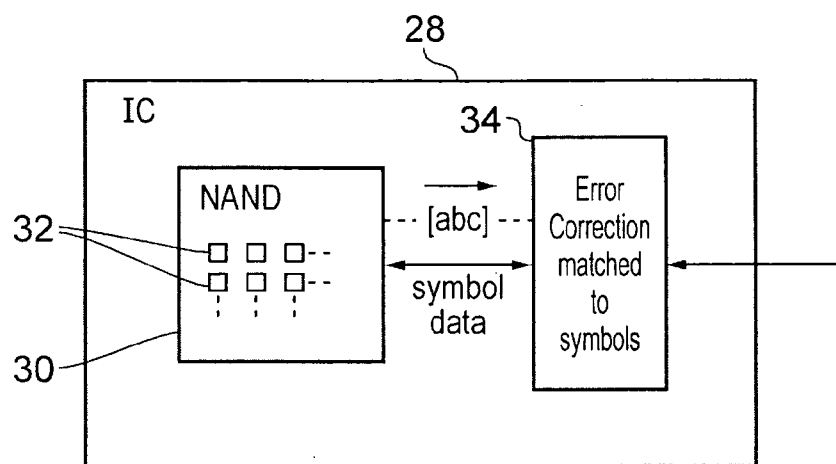 28
IC
34
NAND
[abc]
32
symbol
data
30
Error
Correction
matched
to
symbols